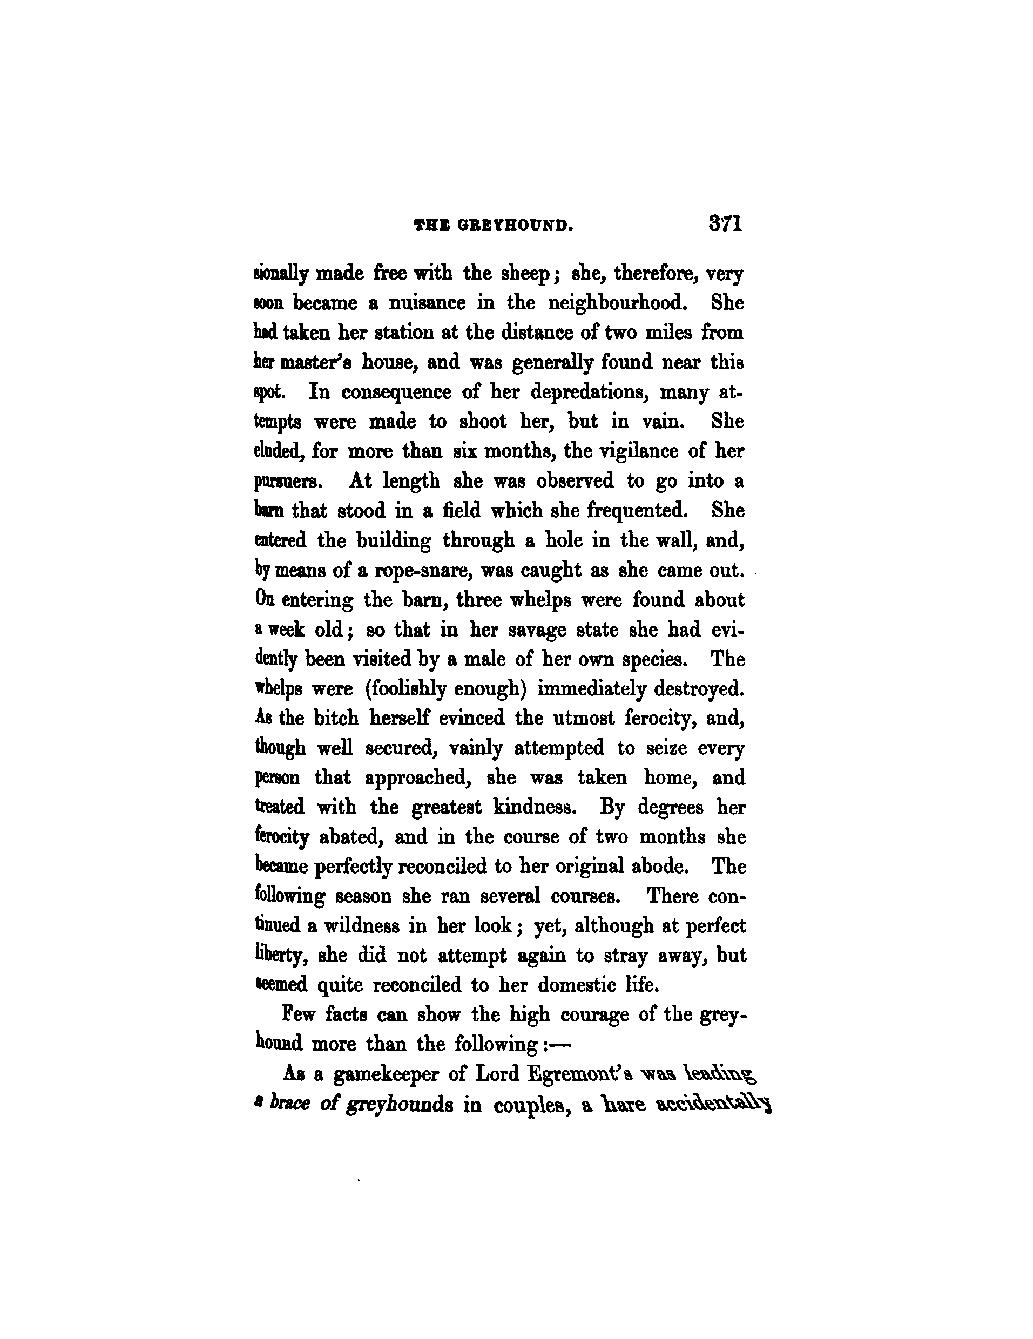 THE GREYHOUND. 371
sionally made free with the sheep; she, therefore, very
soon became a nuisance in the neighbourhood. She
had taken her station at the distance of two miles from
her master's house, and was generally found near this
spot. In consequence of her depredations, many at-
tempts were made to shoot her, but in vain. She
eluded, for more than six months, the vigilance of her
pursuers. At length she was observed to go into a
barn that stood in a field which she frequented. She
entered the building through a hole in the wall, and,
by means of a rope-snare, was caught as she came out.
On entering the barn, three whelps were found about
a week old; so that in her savage state she had evi-
dently been visited by a male of her own species. The
whelps were (foolishly enough) immediately destroyed.
As the bitch herself evinced the utmost ferocity, and,
though well secured, vainly attempted to seize every
person that approached, she was taken home, and
treated with the greatest kindness. By degrees her
ferocity abated, and in the course of two months she
became perfectly reconciled to her original abode. The
following season she ran several courses. There con-
tinued a wildness in her look; yet, although at perfect
liberty, she did not attempt again to stray away, but
seemed quite reconciled to her domestic life.
Few facts can show the high courage of the grey-
hound more than the following:—
As a gamekeeper of Lord Egremont's was leading
a brace of greyhounds in couples, a hare accidentally